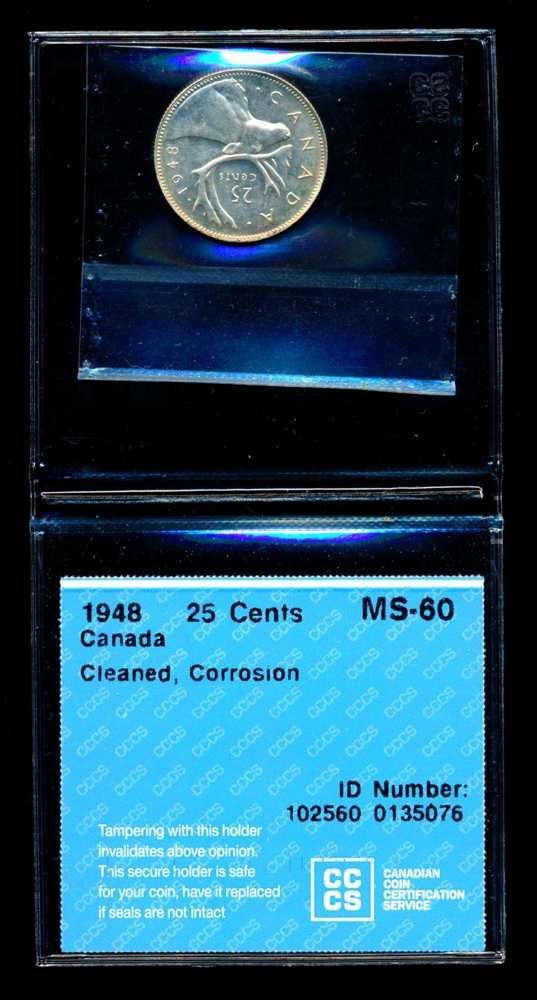 CANADA
1948
25
CENTS
CCCS
1948 25 Cents MS-60
Canada
Cleaned, Corrosion
ID Number:
102560 0135076
Tampering with this holder
invalidates above opinion.
This secure holder is safe
for your coin, have it replaced
if seals are not intact
CC
CS
CANADIAN
COIN
CERTIFICATION
SERVICE